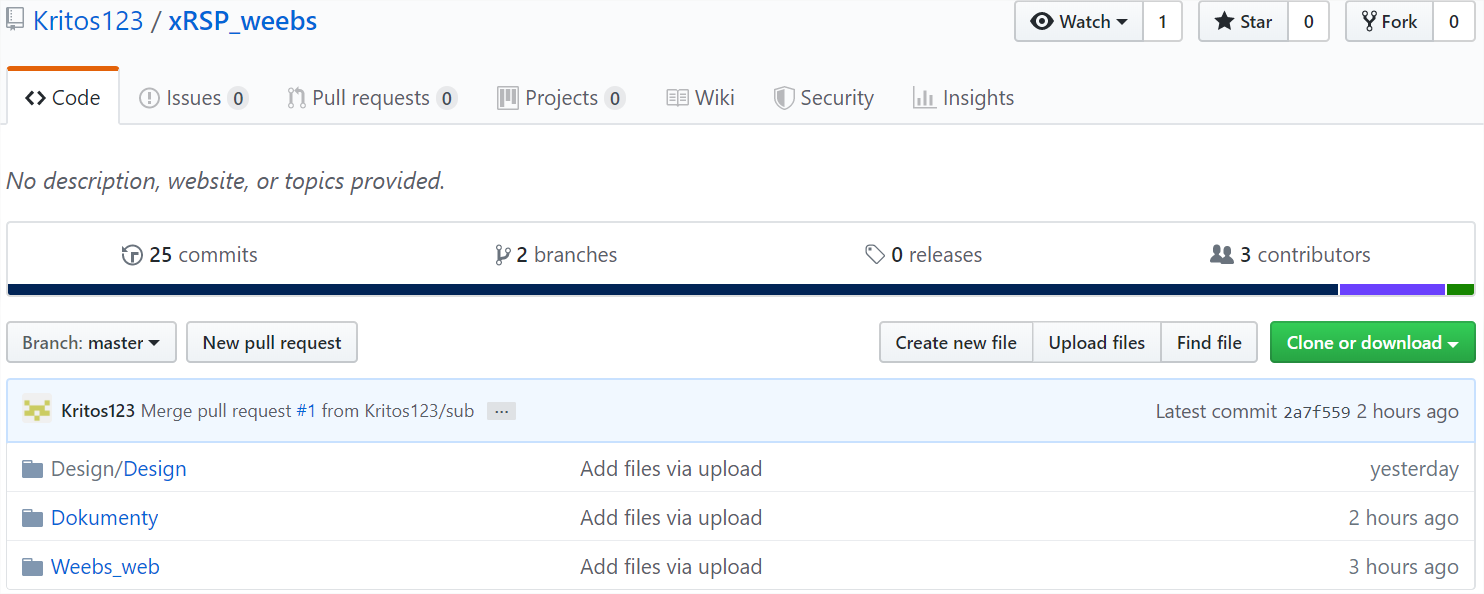 Kritos123 / xRSP_weebs Watch 1 Star 0 Fork 0
Code Issues 0 Pull requests 0 Projects 0 Wiki Security Insights
No description, website, or topics provided.
25 commits 2 branches 0 releases 3 contributors
Branch: master New pull request Create new file Upload files Find file Clone or download
Kritos123 Merge pull request #1 from Kritos123/sub ... Latest commit 2a7f559 2 hours ago
Design/Design Add files via upload yesterday
Dokumenty Add files via upload 2 hours ago
Weebs_web Add files via upload 3 hours ago